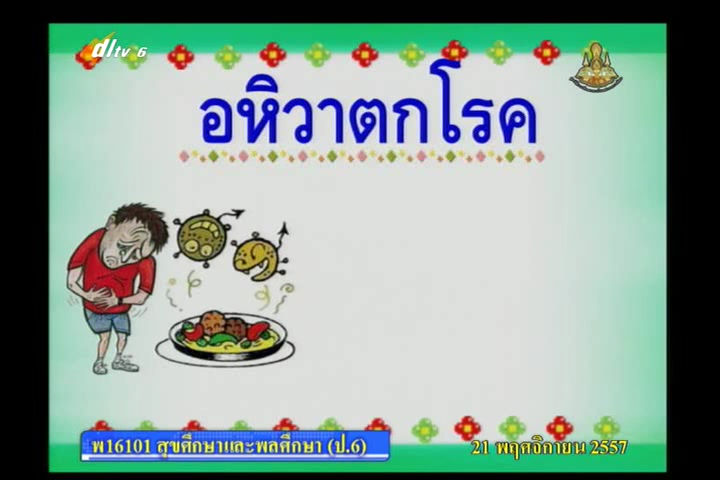 dltv 6
อหิวาตกโรค
พ16101 สุขศึกษาและพลศึกษา (ป.6)
21 พฤศจิกายน 2557